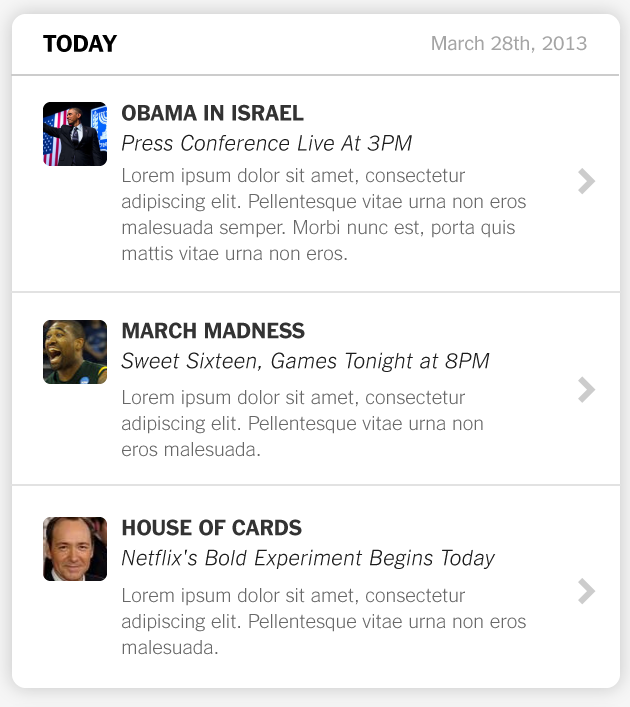 TODAY
March 28th, 2013
OBAMA IN ISRAEL
Press Conference Live At 3PM
Lorem ipsum dolor sit amet, consectetur
adipiscing elit. Pellentesque vitae urna non eros
malesuada semper. Morbi nunc est, porta quis
mattis vitae urna non eros.
MARCH MADNESS
Sweet Sixteen, Games Tonight at 8PM
Lorem ipsum dolor sit amet, consectetur
adipiscing elit. Pellentesque vitae urna non
eros malesuada.
HOUSE OF CARDS
Netflix's Bold Experiment Begins Today
Lorem ipsum dolor sit amet, consectetur
adipiscing elit. Pellentesque vitae urna non eros
malesuada.